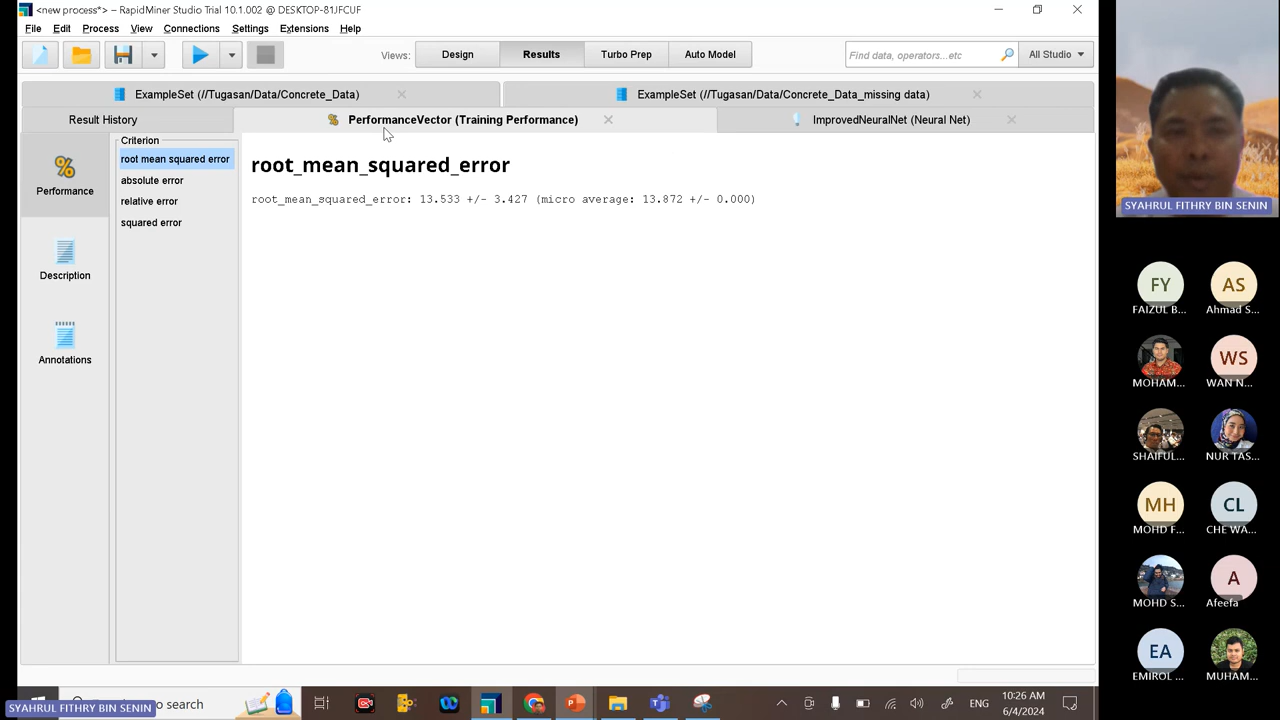 <new process*> – RapidMiner Studio Trial 10.1.002 @ DESKTOP-81JFCUF
File Edit Process View Connections Settings Extensions Help
Views: Design Results Turbo Prep Auto Model
Find data, operators...etc
All Studio
ExampleSet (//Tugasan/Data/Concrete_Data)
ExampleSet (//Tugasan/Data/Concrete_Data_missing data)
Result History
PerformanceVector (Training Performance)
ImprovedNeuralNet (Neural Net)
Performance
Description
Annotations
Criterion
root mean squared error
absolute error
relative error
squared error
root_mean_squared_error
root_mean_squared_error: 13.533 +/- 3.427 (micro average: 13.872 +/- 0.000)
SYAHRUL FITHRY BIN SENIN
FY
FAIZUL B...
AS
Ahmad S...
MOHAM...
WS
WAN N...
SHAIFUL...
NUR TAS...
MH
MOHD F...
CL
CHE WA...
MOHD S...
A
Afeefa
EA
EMIROL ...
MUHAM...
SYAHRUL FITHRY BIN SENIN
search
ENG
10:26 AM
6/4/2024